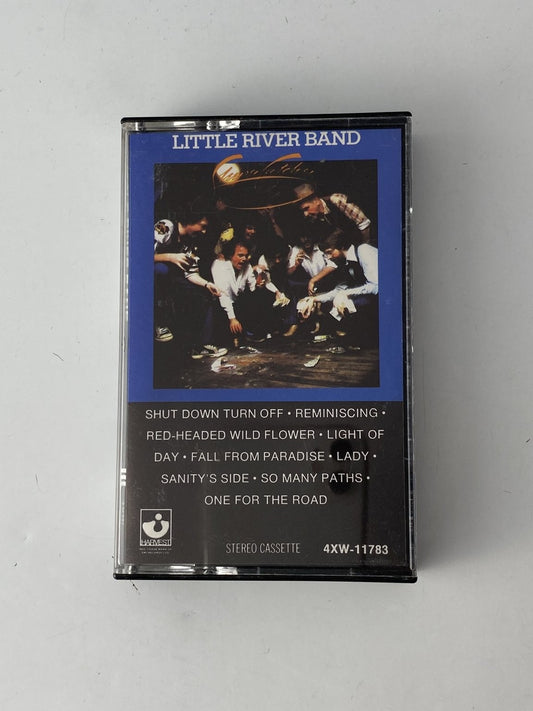 LITTLE RIVER BAND
SHUT DOWN TURN OFF • REMINISCING •
RED-HEADED WILD FLOWER • LIGHT OF
DAY • FALL FROM PARADISE • LADY •
SANITY'S SIDE • SO MANY PATHS •
ONE FOR THE ROAD
HARVEST
STEREO CASSETTE 4XW-11783